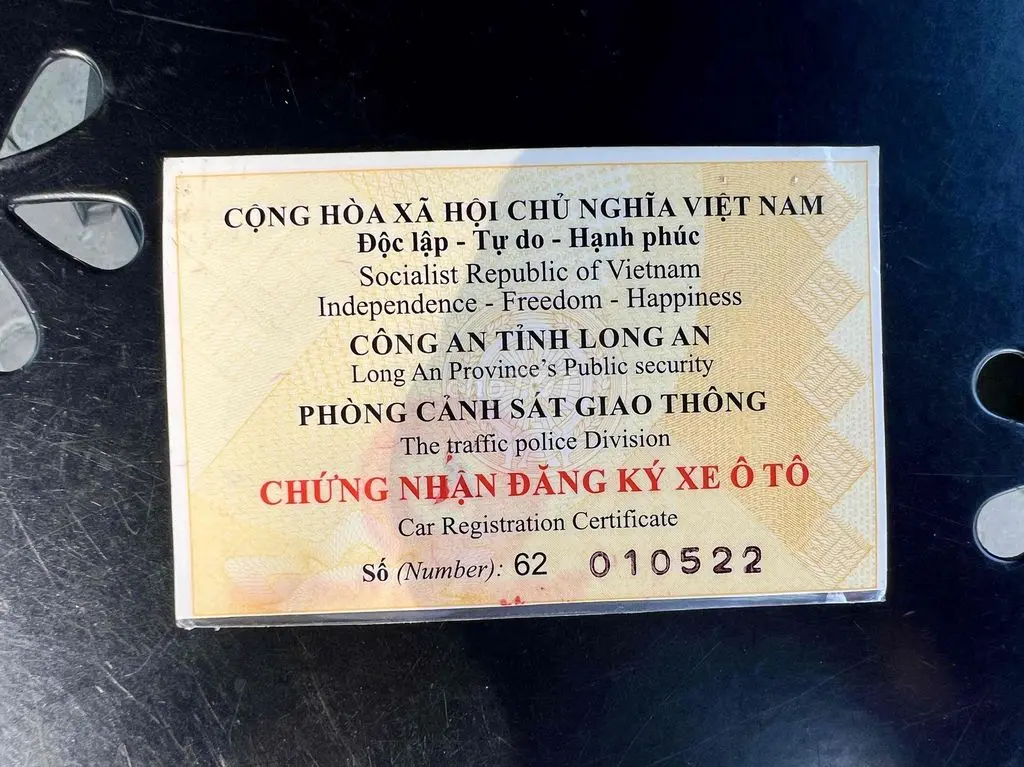 CỘNG HÒA XÃ HỘI CHỦ NGHĨA VIỆT NAM
Độc lập - Tự do - Hạnh phúc
Socialist Republic of Vietnam
Independence - Freedom - Happiness
CÔNG AN TỈNH LONG AN
Long An Province's Public security
PHÒNG CẢNH SÁT GIAO THÔNG
The traffic police Division
CHỨNG NHẬN ĐĂNG KÝ XE Ô TÔ
Car Registration Certificate
Số (Number): 62 010522